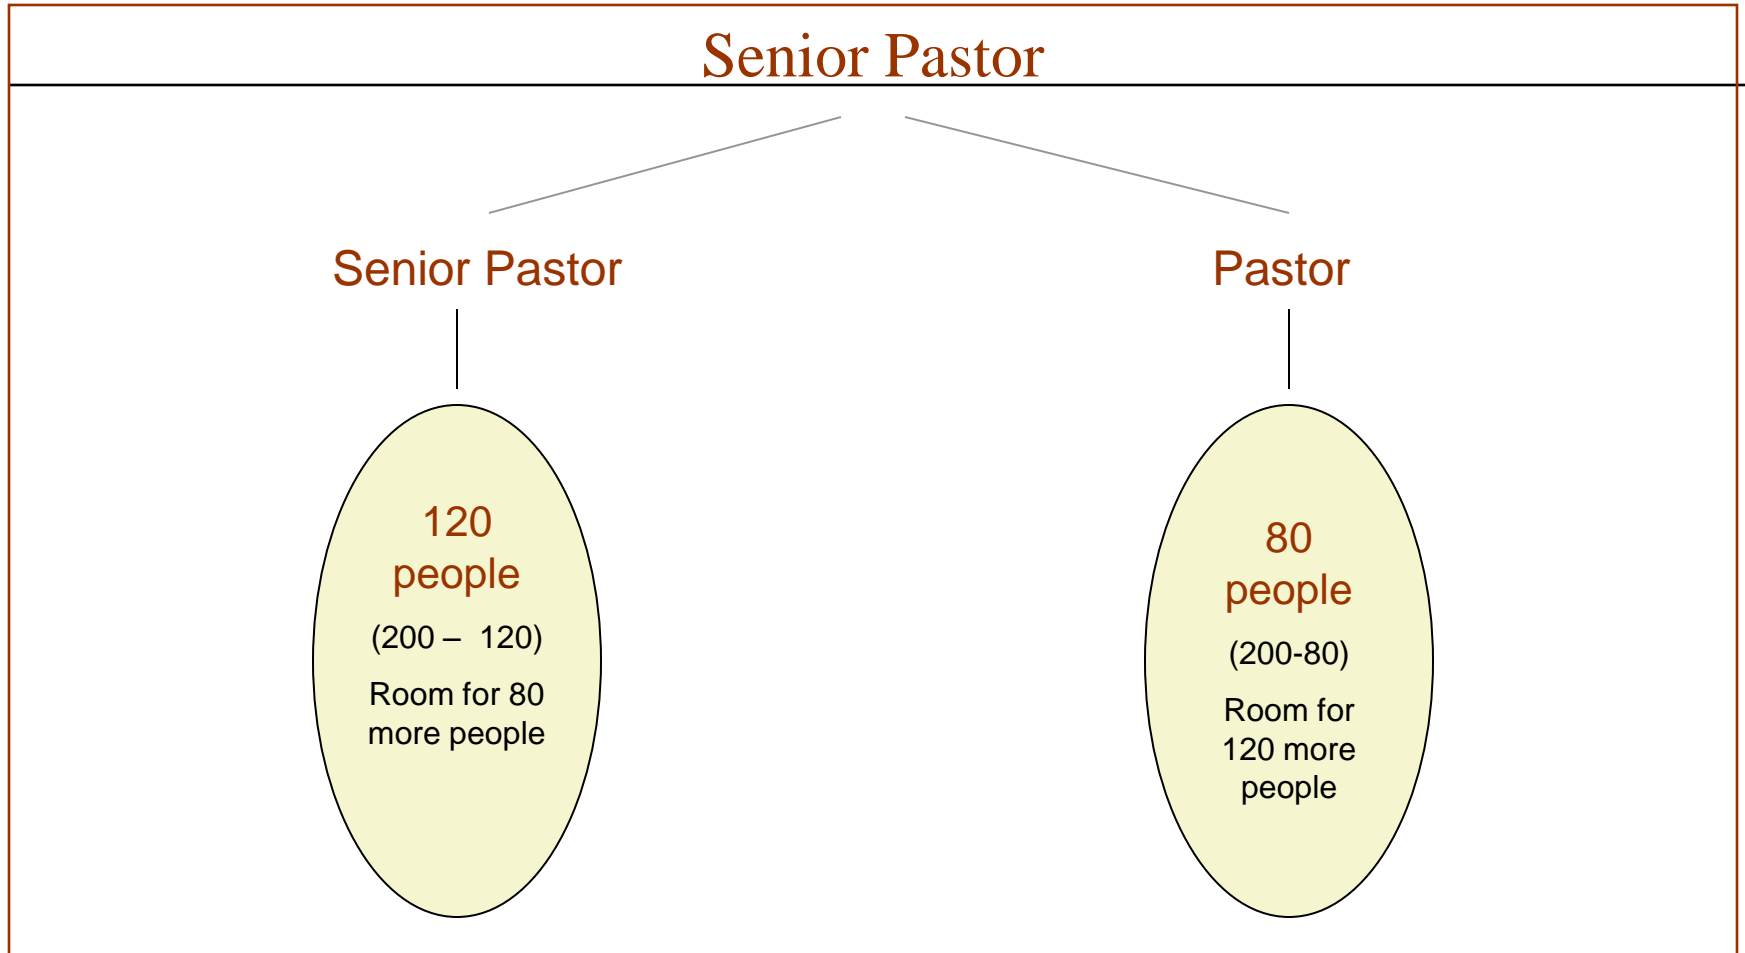 Senior Pastor
Senior Pastor
Pastor
120
people
(200 –  120)
Room for 80
more people
80
people
(200-80)
Room for
120 more
people